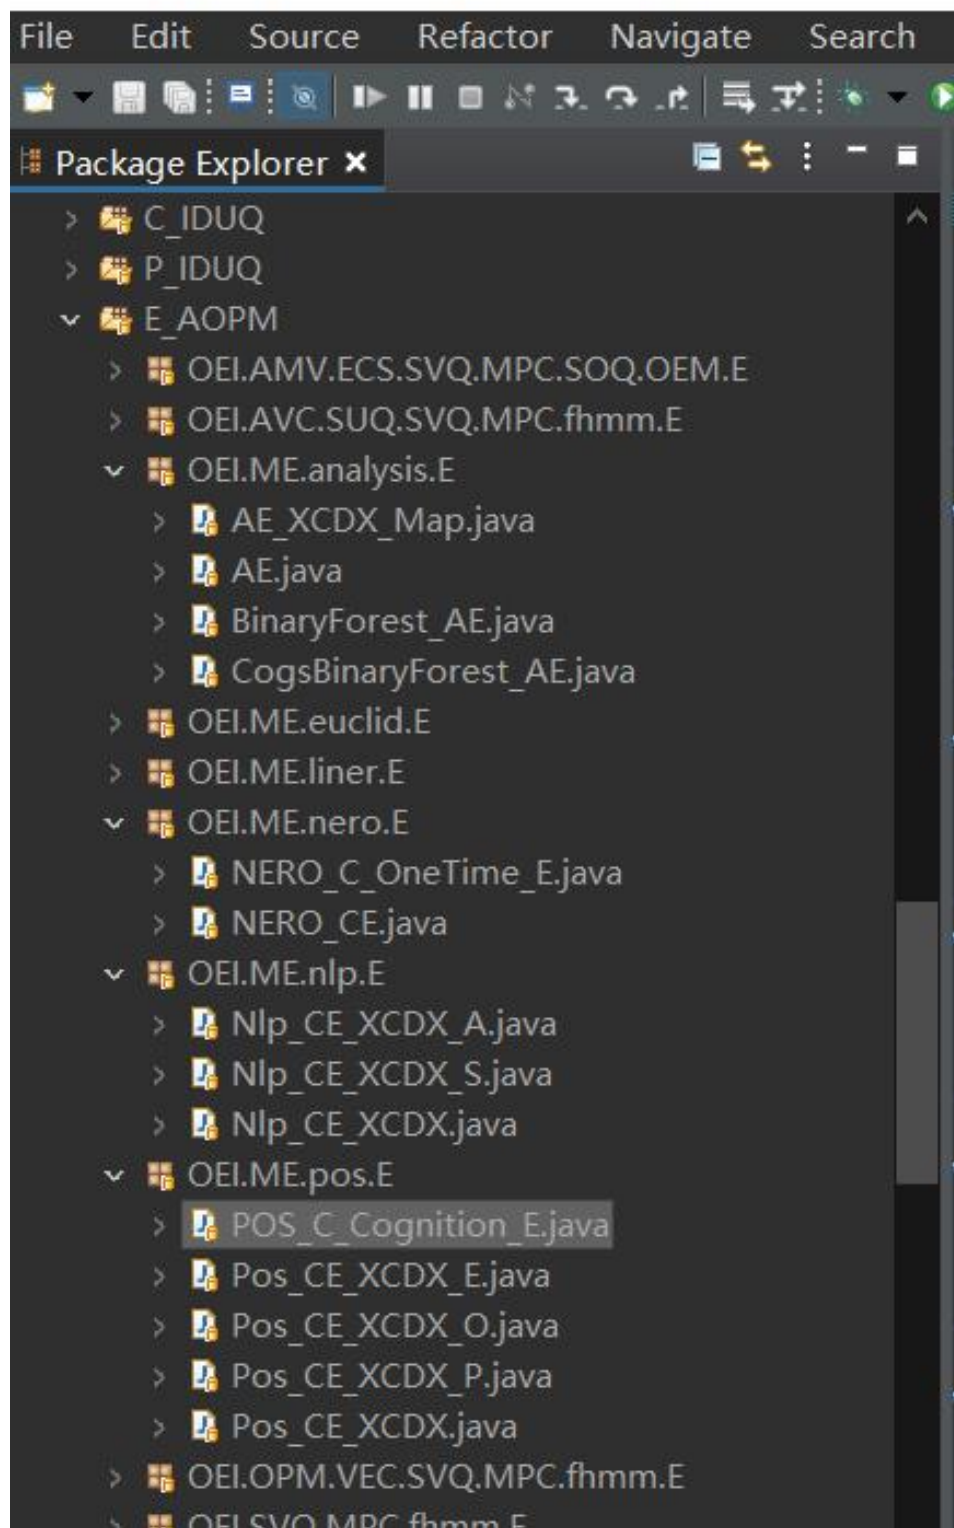 File Edit Source Refactor Navigate Search
Package Explorer
C_IDUQ
P_IDUQ
E_AOPM
OEI.AMV.ECS.SVQ.MPC.SOQ.OEM.E
OEI.AVC.SUQ.SVQ.MPC.fhmm.E
OEI.ME.analysis.E
AE_XCDX_Map.java
AE.java
BinaryForest_AE.java
CogsBinaryForest_AE.java
OEI.ME.euclid.E
OEI.ME.liner.E
OEI.ME.nero.E
NERO_C_OneTime_E.java
NERO_CE.java
OEI.ME.nlp.E
Nlp_CE_XCDX_A.java
Nlp_CE_XCDX_S.java
Nlp_CE_XCDX.java
OEI.ME.pos.E
POS_C_Cognition_E.java
Pos_CE_XCDX_E.java
Pos_CE_XCDX_O.java
Pos_CE_XCDX_P.java
Pos_CE_XCDX.java
OEI.OPM.VEC.SVQ.MPC.fhmm.E
OEI.SVQ.MPC.fhmm.E